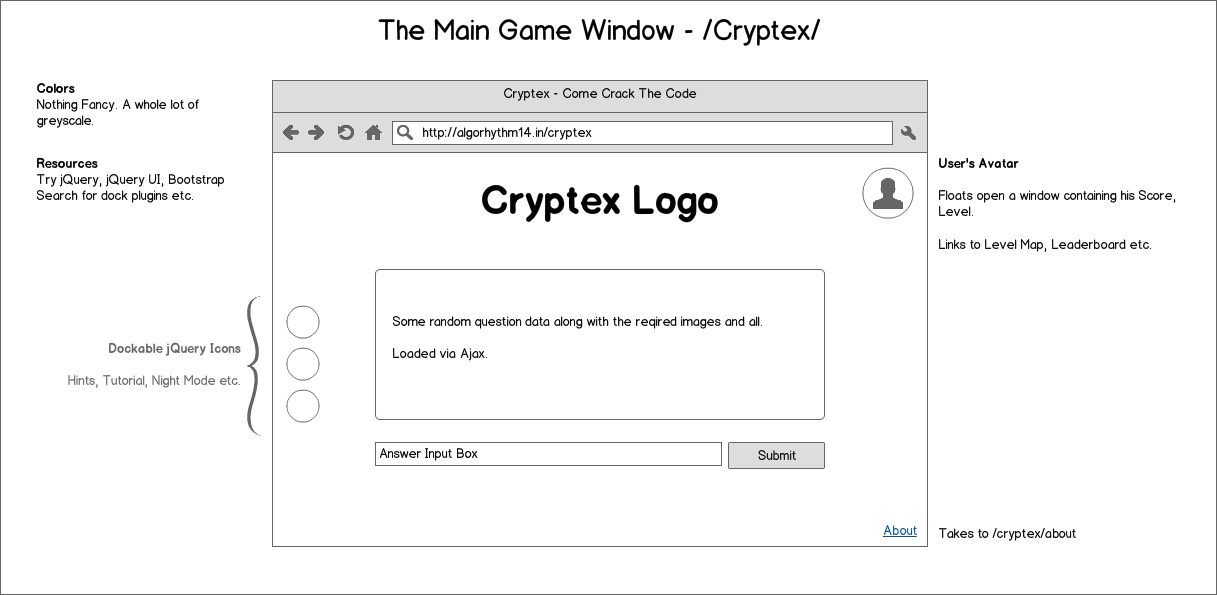 The Main Game Window - /Cryptex/
Colors
Nothing Fancy. A whole lot of
greyscale.
Resources
Try jQuery, jQuery UI, Bootstrap
Search for dock plugins etc.
Dockable jQuery Icons
Hints, Tutorial, Night Mode etc.
Cryptex - Come Crack The Code
http://algorhythm14.in/cryptex
Cryptex Logo
Some random question data along with the reqired images and all.
Loaded via Ajax.
Answer Input Box
Submit
About
User's Avatar
Floats open a window containing his Score,
Level.
Links to Level Map, Leaderboard etc.
Takes to /cryptex/about